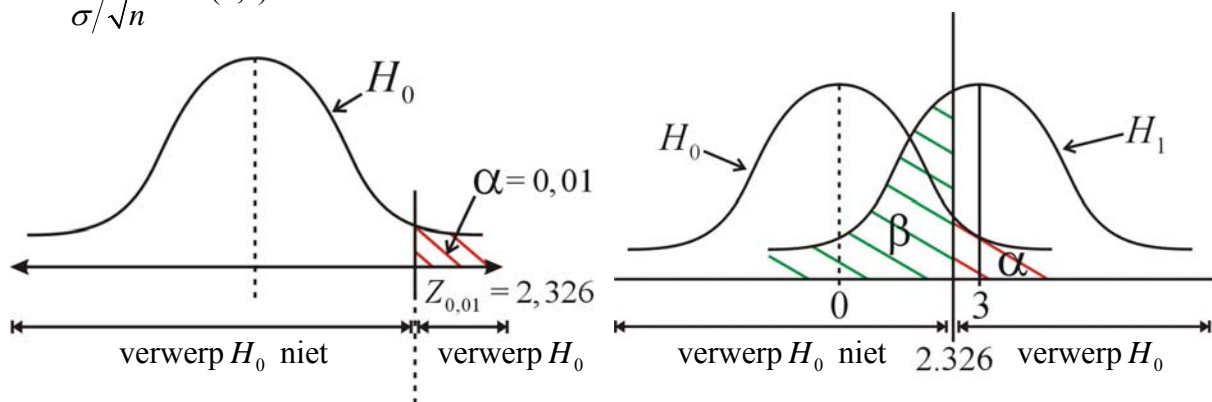 σ/√n
H₀
α = 0,01
Z₀,₀₁ = 2,326
verwerp H₀ niet
verwerp H₀
H₀
H₁
β
α
0
3
verwerp H₀ niet
2.326
verwerp H₀